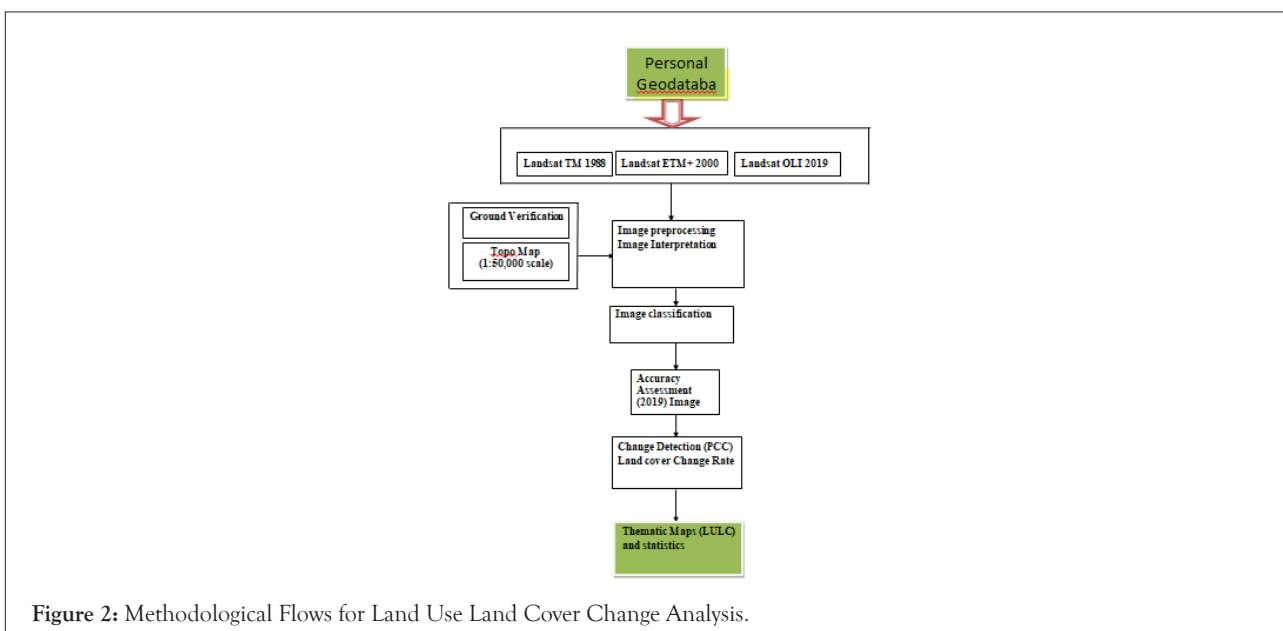 Personal
Geodataba
Landsat TM 1988
Landsat ETM+ 2000
Landsat OLI 2019
Ground Verification
Topo Map
(1:50,000 scale)
Image preprocessing
Image Interpretation
Image classification
Accuracy
Assessment
(2019) Image
Change Detection (PCC)
Land cover Change Rate
Thematic Maps (LULC)
and statistics
Figure 2: Methodological Flows for Land Use Land Cover Change Analysis.